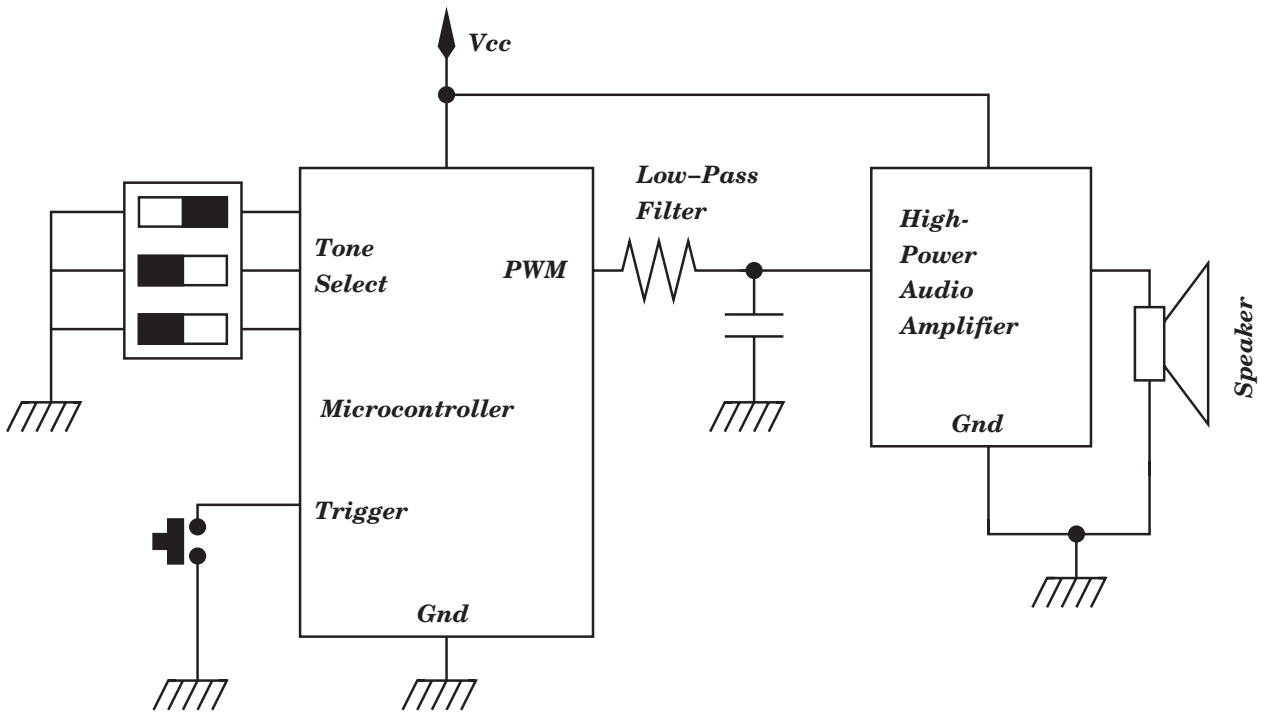 Vcc
Low–Pass
Filter
Tone
Select
PWM
High-
Power
Audio
Amplifier
Speaker
Microcontroller
Gnd
Trigger
Gnd